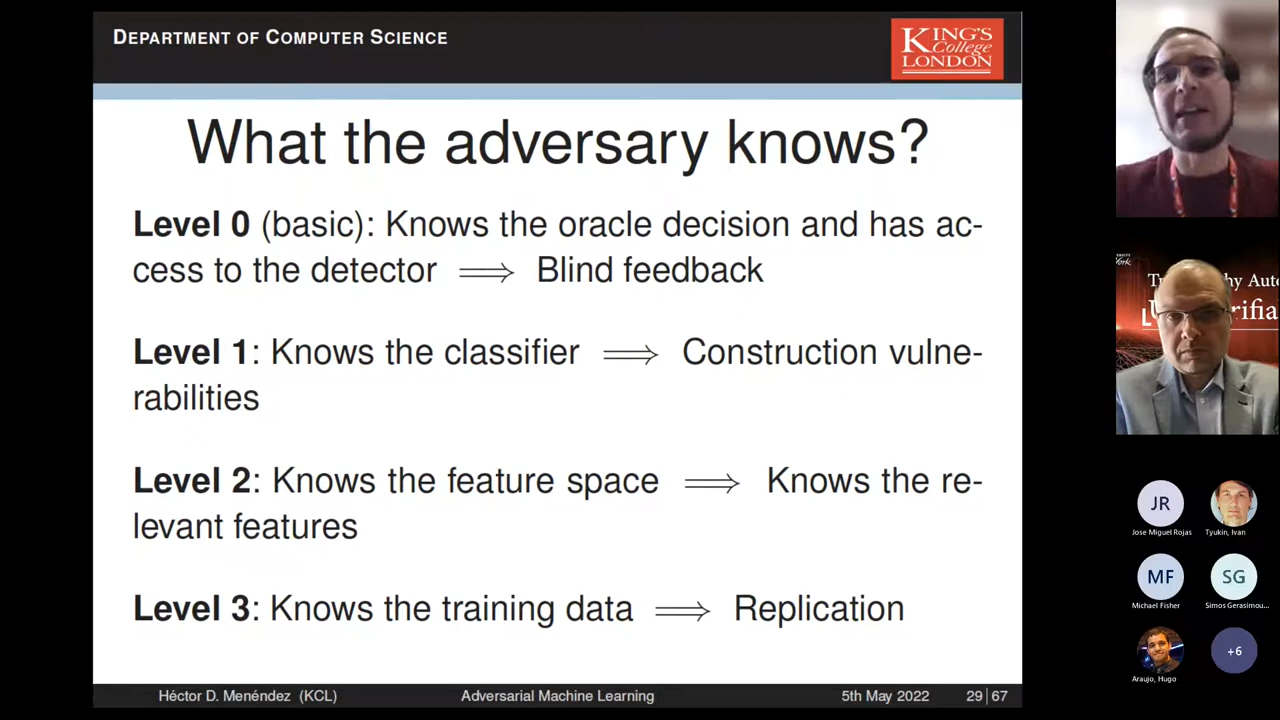 DEPARTMENT OF COMPUTER SCIENCE
KING'S
College
LONDON
What the adversary knows?
Level 0 (basic): Knows the oracle decision and has ac-
cess to the detector ⟹ Blind feedback
Level 1: Knows the classifier ⟹ Construction vulne-
rabilities
Level 2: Knows the feature space ⟹ Knows the re-
levant features
Level 3: Knows the training data ⟹ Replication
Héctor D. Menéndez (KCL) Adversarial Machine Learning 5th May 2022 29|67
JR
Jose Miguel Rojas
Tyukin, Ivan
MF
Michael Fisher
SG
Simos Gerasimou...
Araujo, Hugo
+6